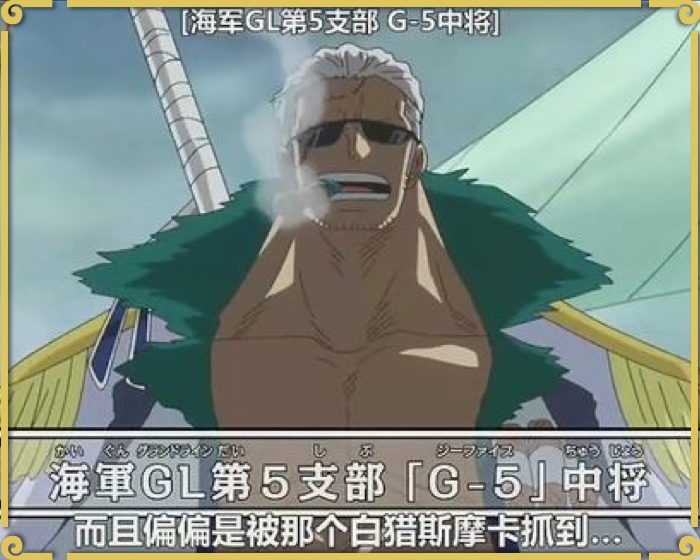 [海军GL第5支部 G-5中将]
かい ぐん グランドライン だい し ぶ ジーファイブ ちゅう じょう
海軍GL第5支部「G-5」中将
而且偏偏是被那个白猎斯摩卡抓到...